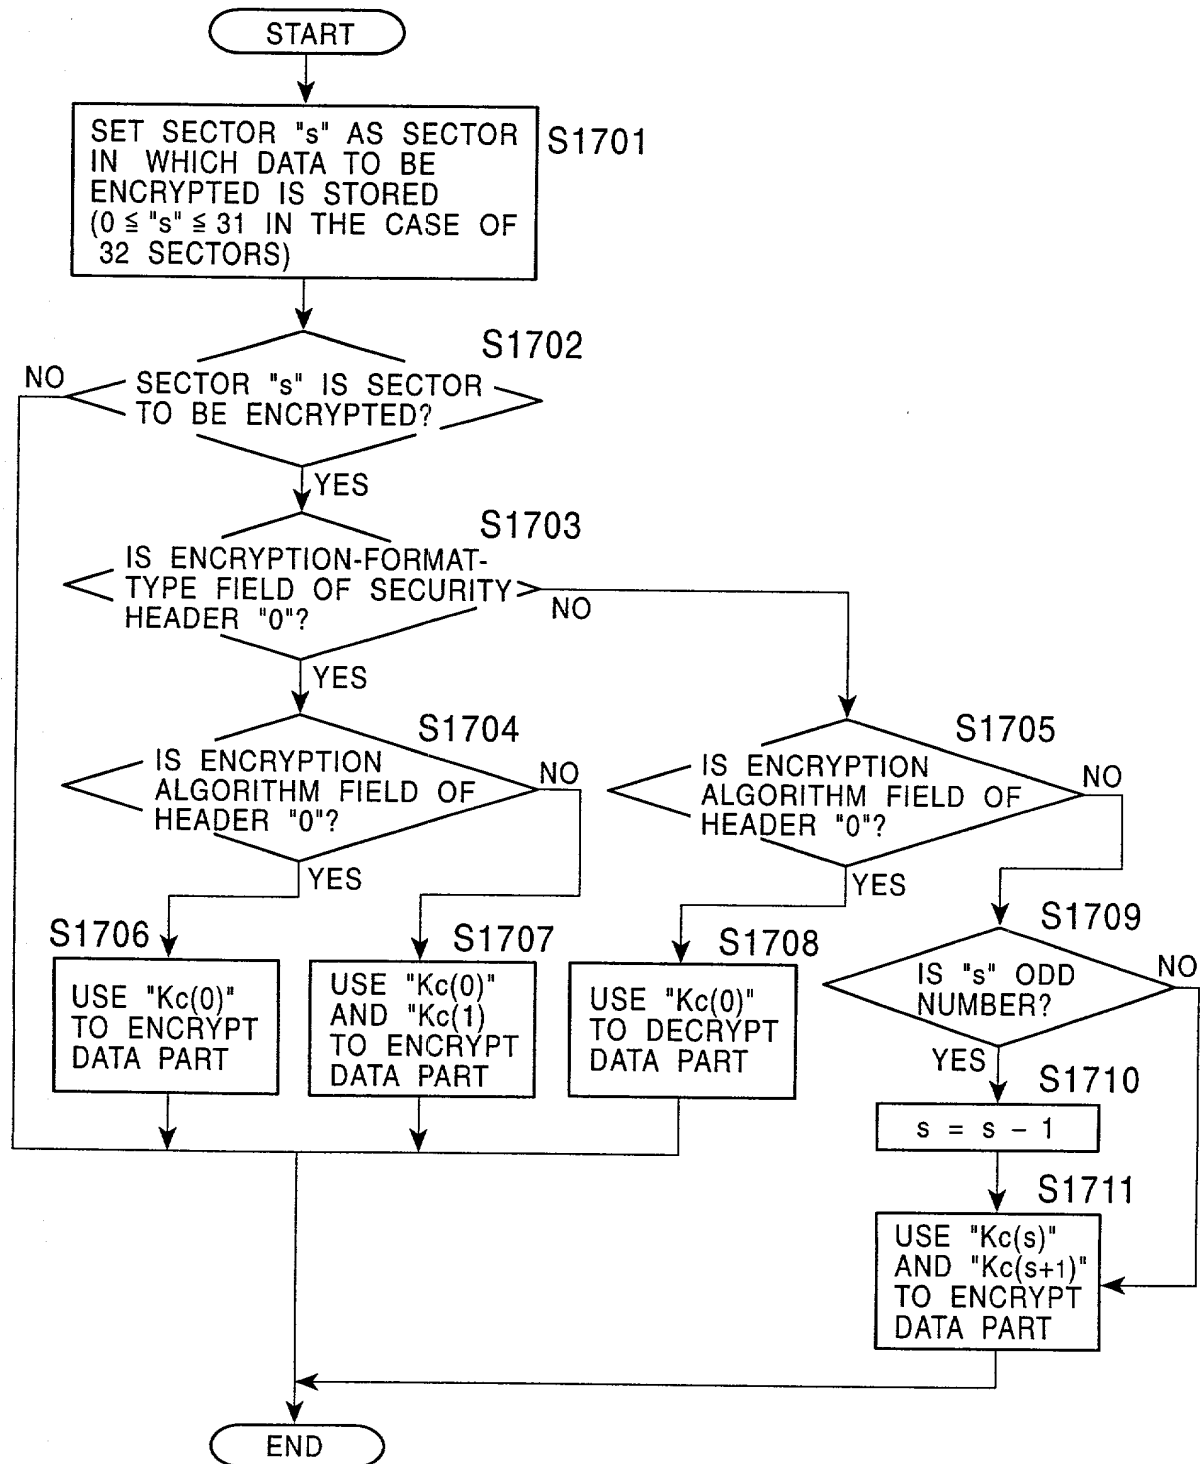 START
SET SECTOR "s" AS SECTOR
IN WHICH DATA TO BE
ENCRYPTED IS STORED
(0 ≦ "s" ≦ 31 IN THE CASE OF
32 SECTORS)
S1701
S1702
NO
SECTOR "s" IS SECTOR
TO BE ENCRYPTED?
YES
S1703
IS ENCRYPTION-FORMAT-
TYPE FIELD OF SECURITY
HEADER "0"?
NO
YES
S1704
IS ENCRYPTION
ALGORITHM FIELD OF
HEADER "0"?
NO
YES
S1705
IS ENCRYPTION
ALGORITHM FIELD OF
HEADER "0"?
NO
YES
S1706
USE "Kc(0)"
TO ENCRYPT
DATA PART
S1707
USE "Kc(0)"
AND "Kc(1)
TO ENCRYPT
DATA PART
S1708
USE "Kc(0)"
TO DECRYPT
DATA PART
S1709
IS "s" ODD
NUMBER?
NO
YES
S1710
s = s - 1
S1711
USE "Kc(s)"
AND "Kc(s+1)"
TO ENCRYPT
DATA PART
END